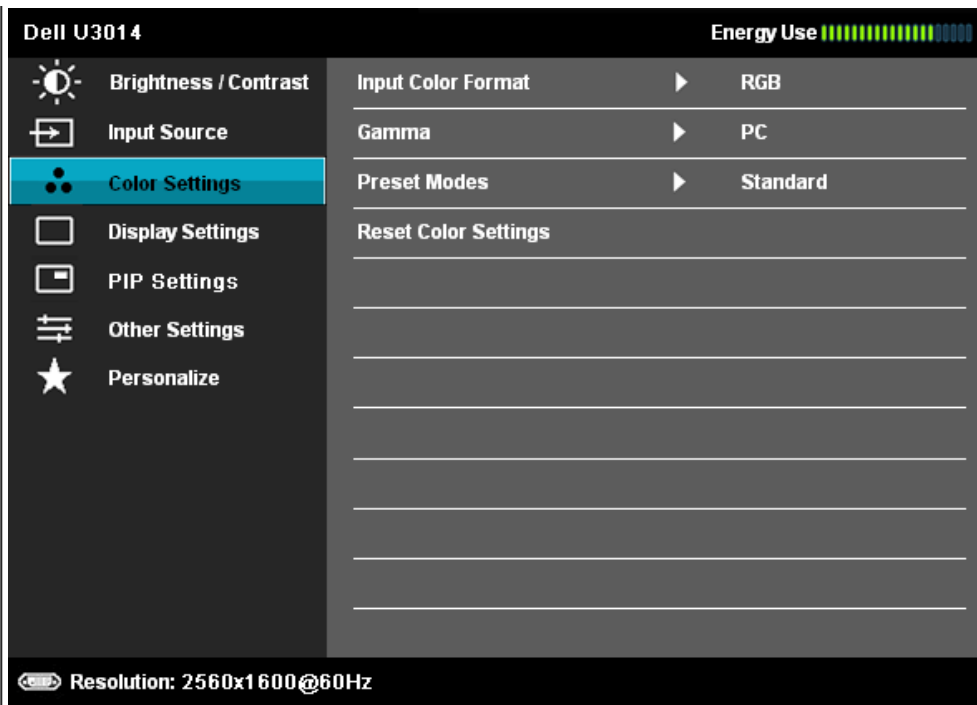 Dell U3014 Energy Use
Brightness / Contrast Input Color Format RGB
Input Source Gamma PC
Color Settings Preset Modes Standard
Display Settings Reset Color Settings
PIP Settings
Other Settings
Personalize
Resolution: 2560x1600@60Hz